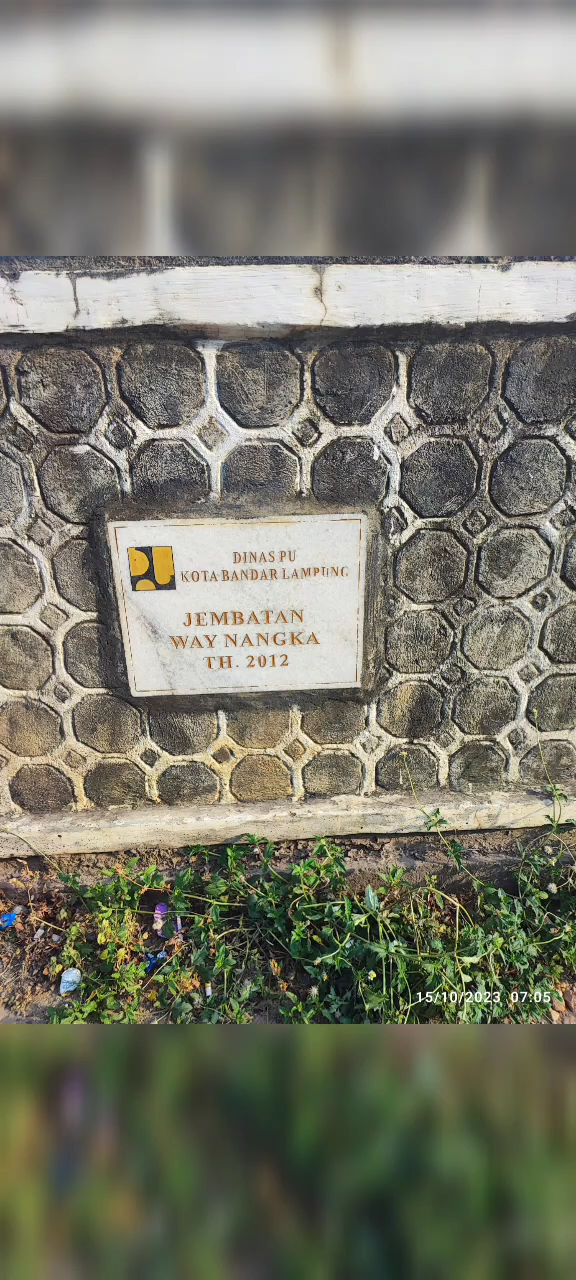 DINAS PU
KOTA BANDAR LAMPUNG
JEMBATAN
WAY NANGKA
TH. 2012
15/10/2023 07:05